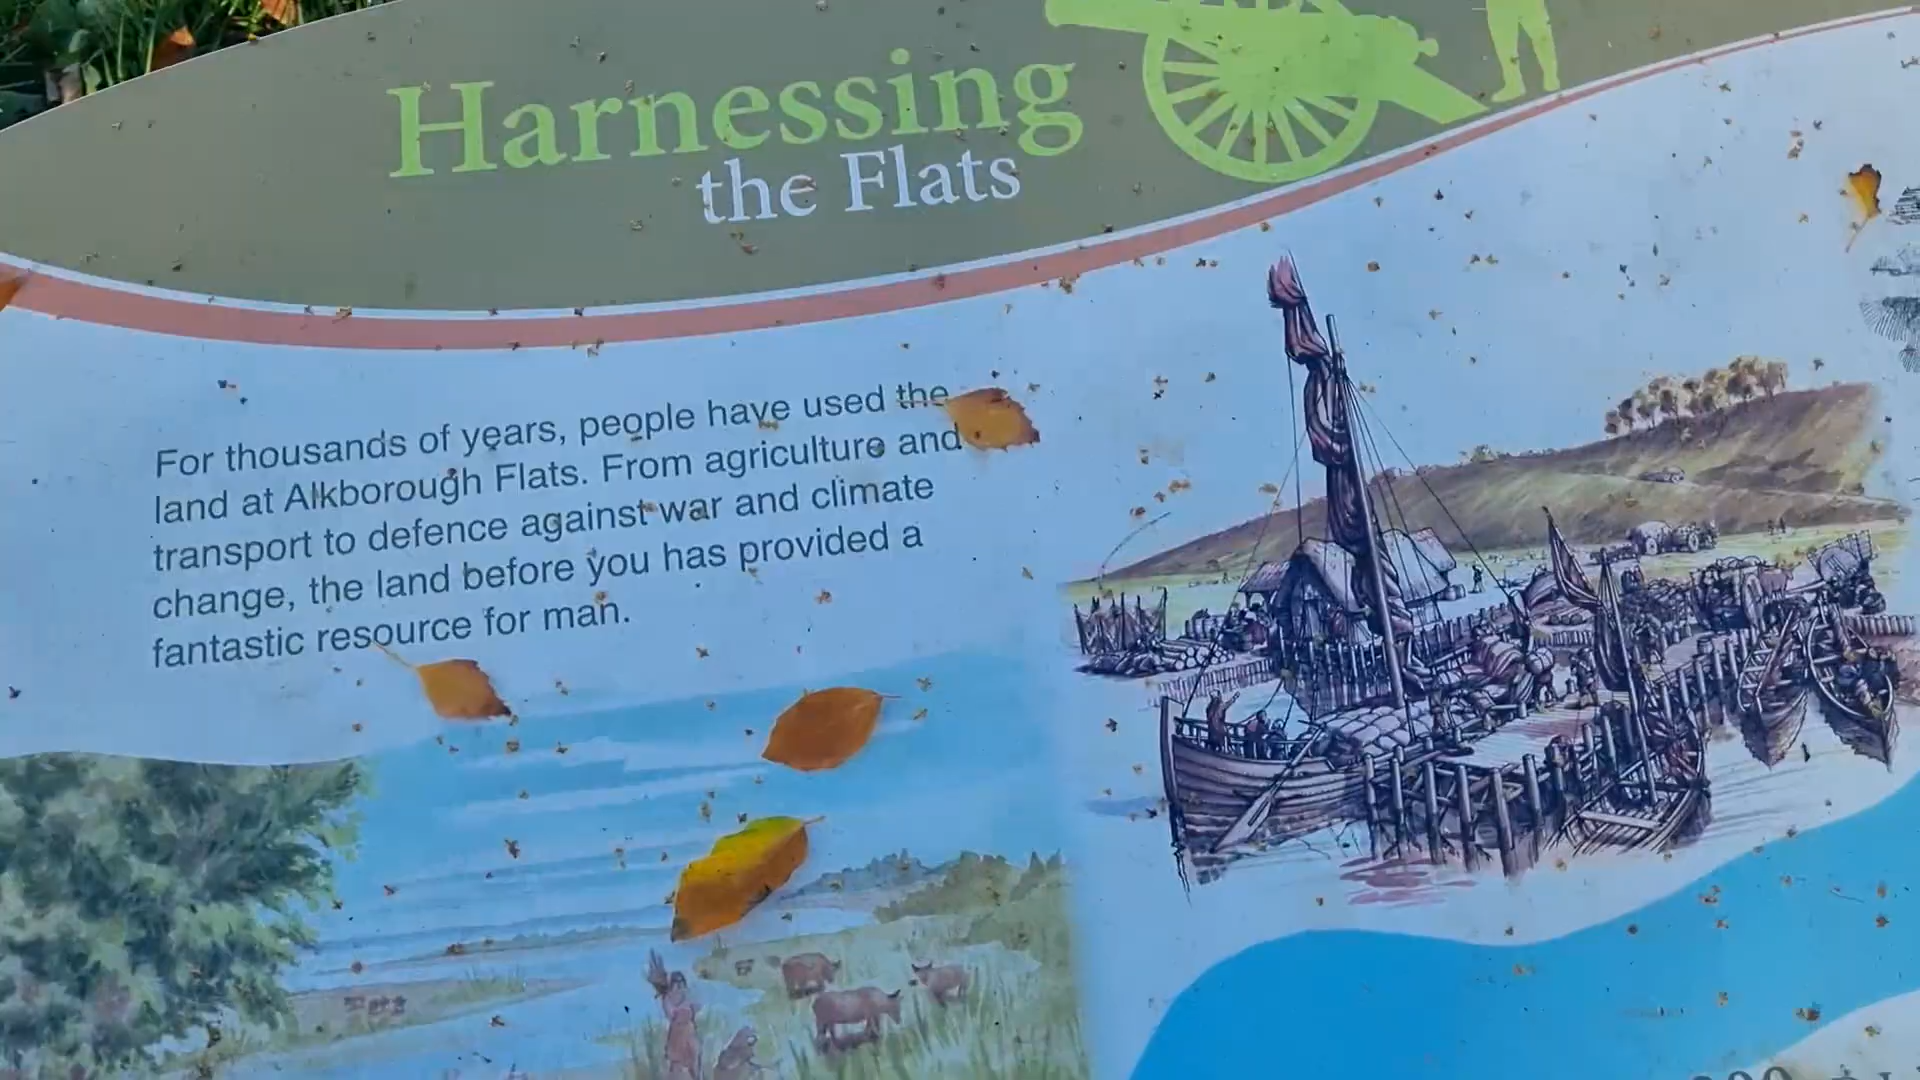 Harnessing
the Flats
For thousands of years, people have used the
land at Alkborough Flats. From agriculture and
transport to defence against war and climate
change, the land before you has provided a
fantastic resource for man.